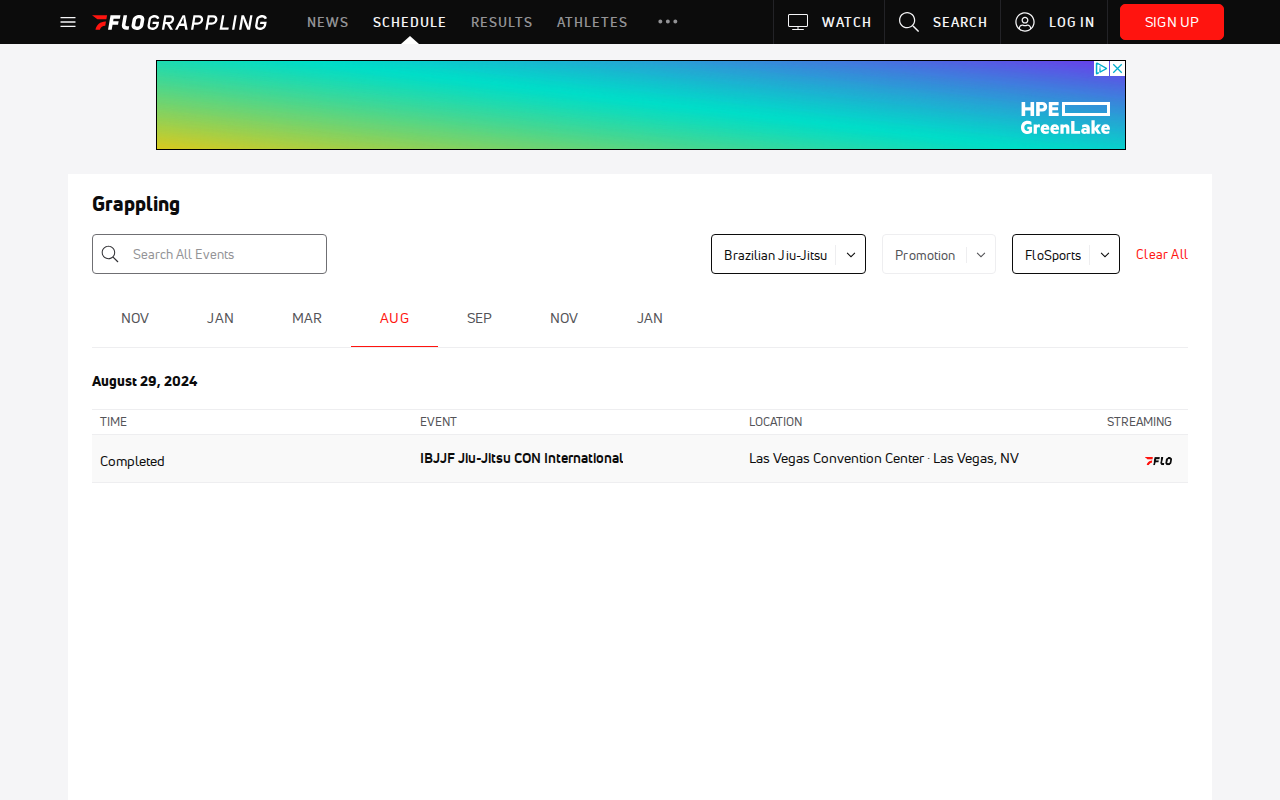 FLOGRAPPLING NEWS SCHEDULE RESULTS ATHLETES WATCH SEARCH LOG IN SIGN UP
HPE
GreenLake
Grappling
Search All Events Brazilian Jiu-Jitsu Promotion FloSports Clear All
NOV JAN MAR AUG SEP NOV JAN
August 29, 2024
TIME EVENT LOCATION STREAMING
Completed IBJJF Jiu-Jitsu CON International Las Vegas Convention Center · Las Vegas, NV FLO